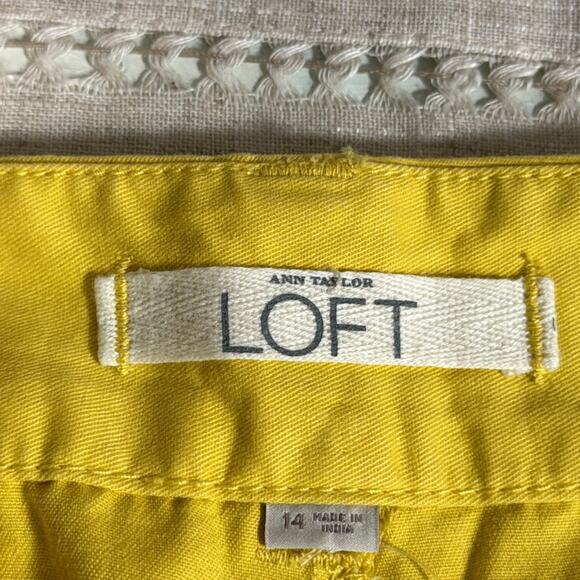 ANN TAYLOR
LOFT
14 MADE IN
INDIA